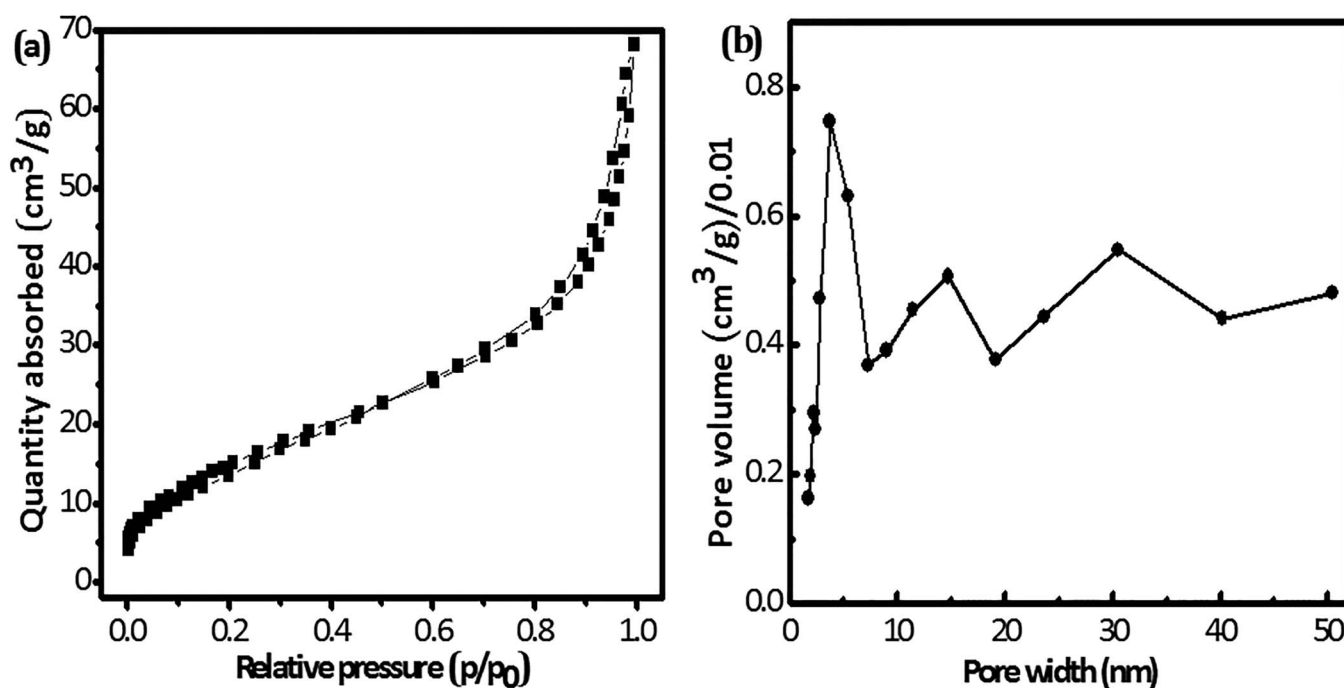 (a)
Quantity absorbed (cm³/g)
70
60
50
40
30
20
10
0
0.0 0.2 0.4 0.6 0.8 1.0
Relative pressure (p/p₀)
(b)
Pore volume (cm³/g)/0.01
0.8
0.6
0.4
0.2
0.0
0 10 20 30 40 50
Pore width (nm)